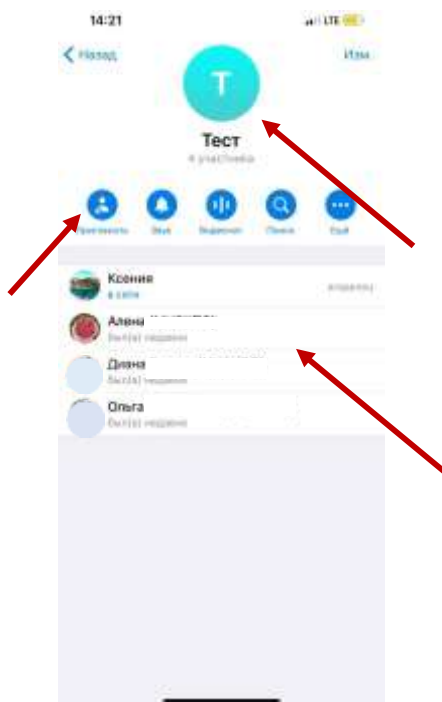 14:21
LTE
Назад
Изм.
Т
Тест
4 участника
Звук
Видеочат
Поиск
Ещё
Ксения
в сети
владелец
Алена
был(а) недавно
Диана
был(а) недавно
Ольга
был(а) недавно